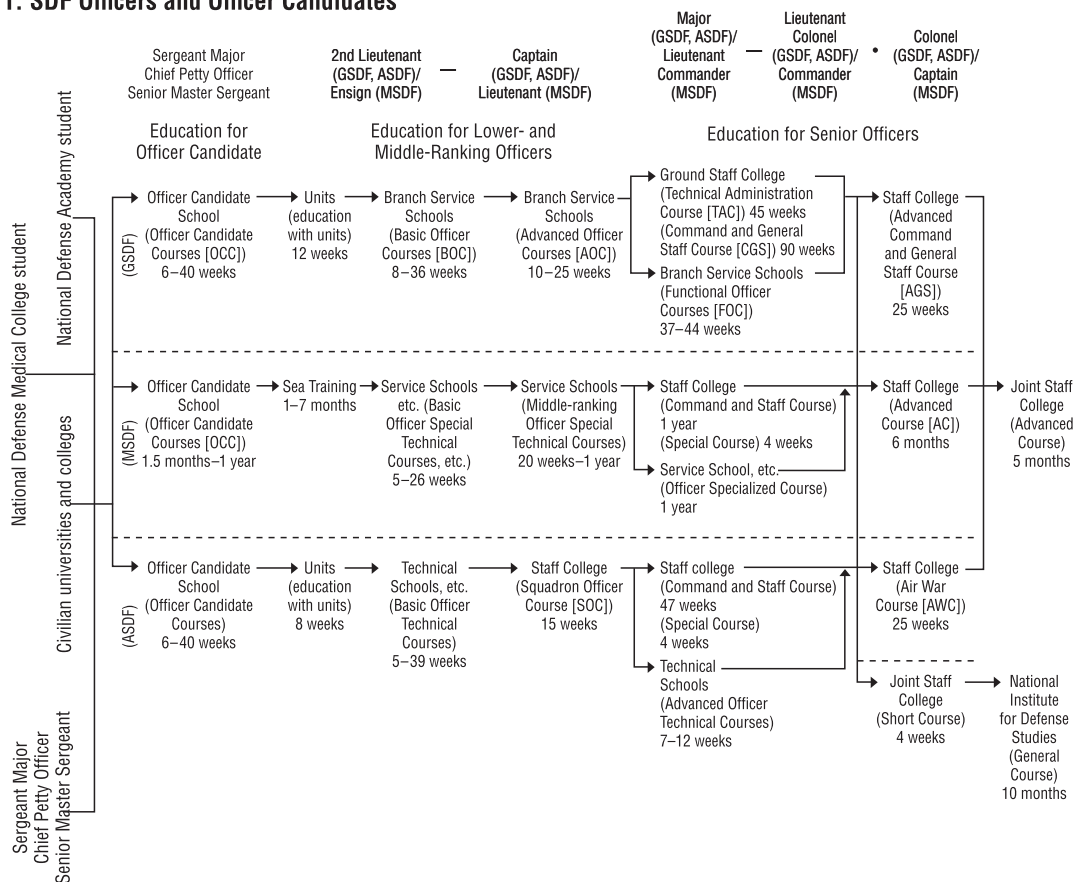 1. SDF Officers and Officer Candidates
Sergeant Major
Chief Petty Officer
Senior Master Sergeant
2nd Lieutenant
(GSDF, ASDF)/
Ensign (MSDF)
—
Captain
(GSDF, ASDF)/
Lieutenant (MSDF)
Major
(GSDF, ASDF)/
Lieutenant
Commander
(MSDF)
—
Lieutenant
Colonel
(GSDF, ASDF)/
Commander
(MSDF)
•
Colonel
(GSDF, ASDF)/
Captain
(MSDF)
Education for
Officer Candidate
Education for Lower- and
Middle-Ranking Officers
Education for Senior Officers
National Defense Medical College student
National Defense Academy student
Civilian universities and colleges
Sergeant Major
Chief Petty Officer
Senior Master Sergeant
(GSDF)
Officer Candidate
School
(Officer Candidate
Courses [OCC])
6–40 weeks
Units
(education
with units)
12 weeks
Branch Service
Schools
(Basic Officer
Courses [BOC])
8–36 weeks
Branch Service
Schools
(Advanced Officer
Courses [AOC])
10–25 weeks
Ground Staff College
(Technical Administration
Course [TAC]) 45 weeks
(Command and General
Staff Course [CGS]) 90 weeks
Branch Service Schools
(Functional Officer
Courses [FOC])
37–44 weeks
Staff College
(Advanced
Command
and General
Staff Course
[AGS])
25 weeks
(MSDF)
Officer Candidate
School
(Officer Candidate
Courses [OCC])
1.5 months–1 year
Sea Training
1–7 months
Service Schools
etc. (Basic
Officer Special
Technical
Courses, etc.)
5–26 weeks
Service Schools
(Middle-ranking
Officer Special
Technical Courses)
20 weeks–1 year
Staff College
(Command and Staff Course)
1 year
(Special Course) 4 weeks
Service School, etc.
(Officer Specialized Course)
1 year
Staff College
(Advanced
Course [AC])
6 months
Joint Staff
College
(Advanced
Course)
5 months
(ASDF)
Officer Candidate
School
(Officer Candidate
Courses)
6–40 weeks
Units
(education
with units)
8 weeks
Technical
Schools, etc.
(Basic Officer
Technical
Courses)
5–39 weeks
Staff College
(Squadron Officer
Course [SOC])
15 weeks
Staff college
(Command and Staff Course)
47 weeks
(Special Course)
4 weeks
Technical
Schools
(Advanced Officer
Technical Courses)
7–12 weeks
Staff College
(Air War
Course [AWC])
25 weeks
Joint Staff
College
(Short Course)
4 weeks
National
Institute
for Defense
Studies
(General
Course)
10 months